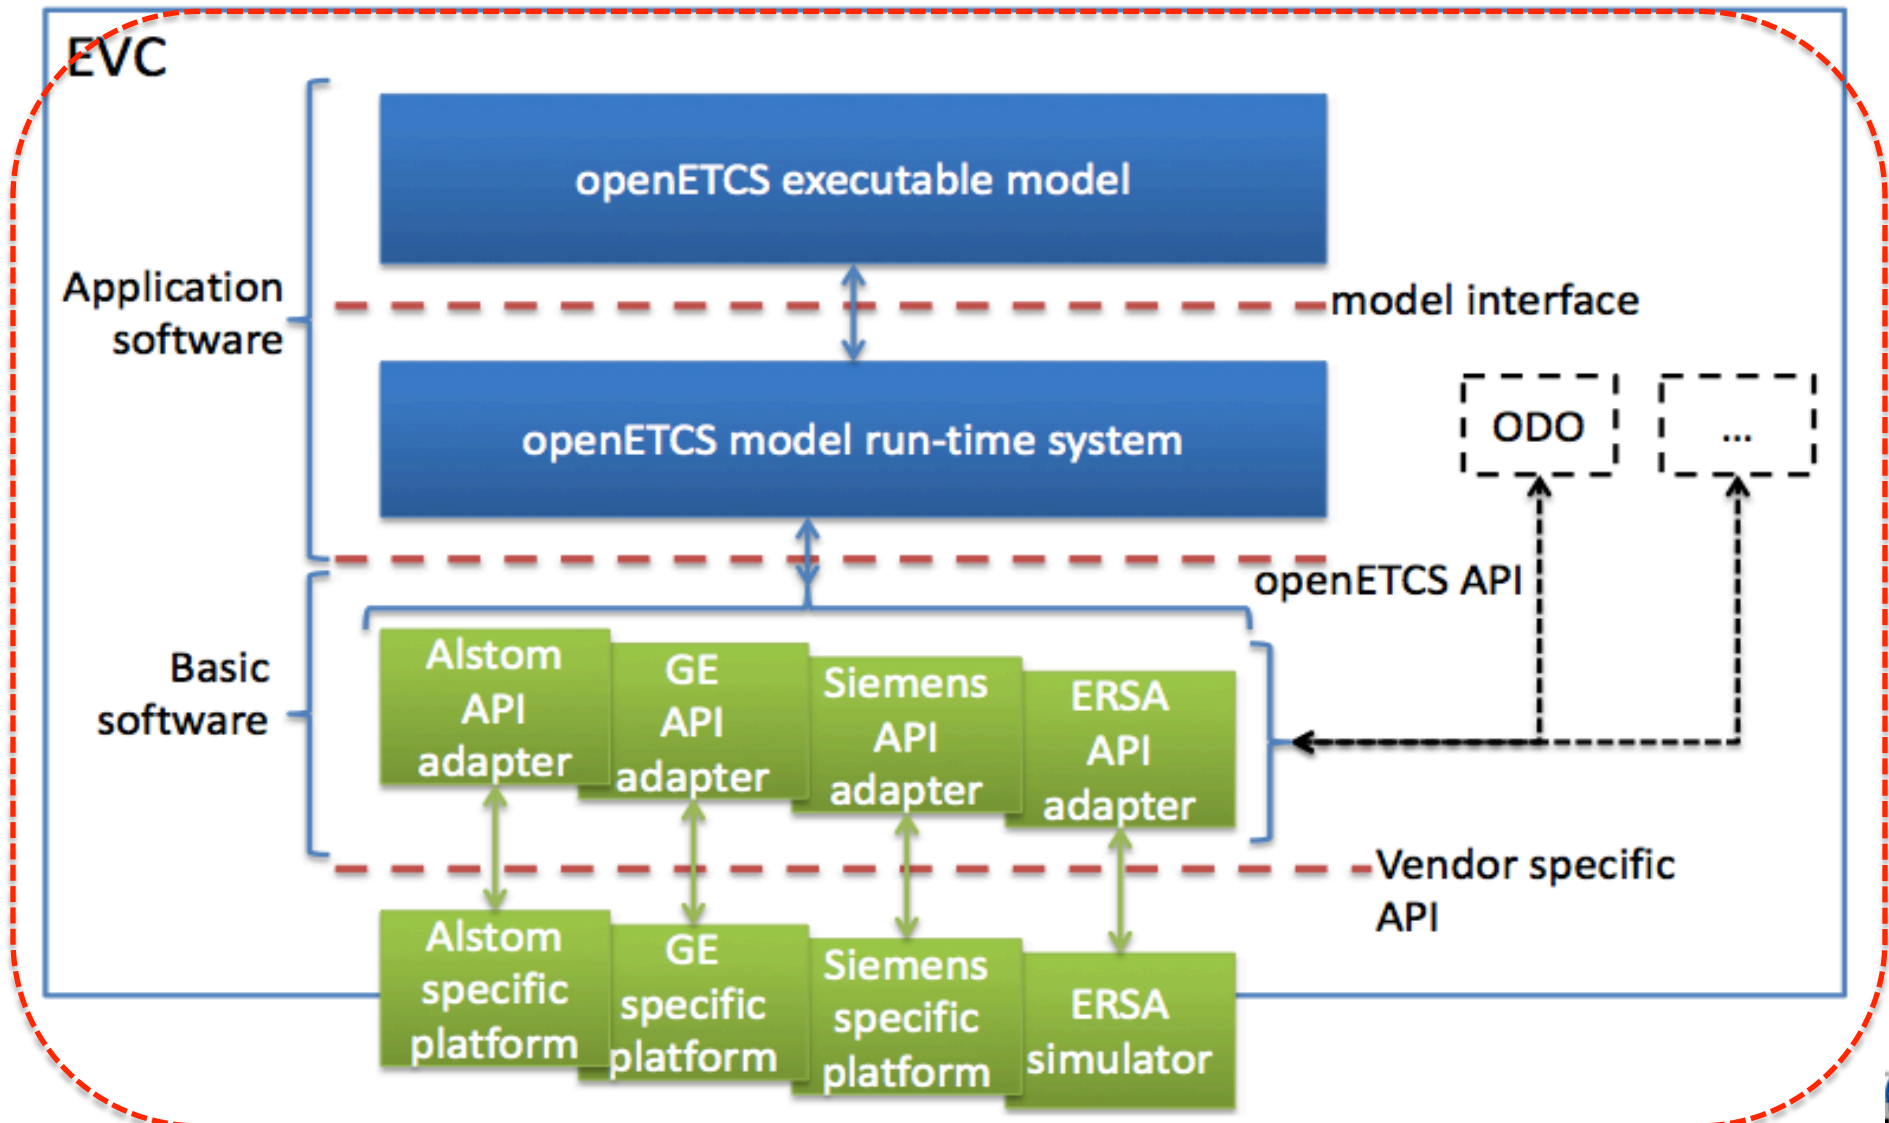 EVC
openETCS executable model
Application
software
model interface
openETCS model run-time system
ODO
...
openETCS API
Basic
software
Alstom
API
adapter
GE
API
adapter
Siemens
API
adapter
ERSA
API
adapter
Vendor specific
API
Alstom
specific
platform
GE
specific
platform
Siemens
specific
platform
ERSA
simulator